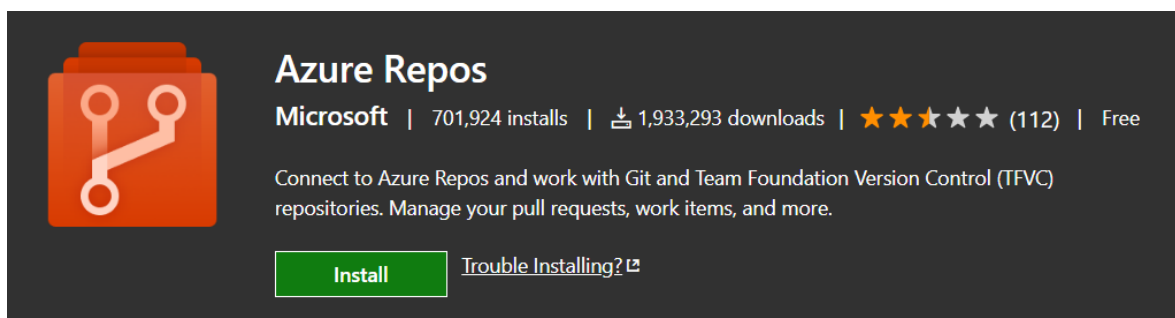 Azure Repos
Microsoft | 701,924 installs | 1,933,293 downloads | (112) | Free
Connect to Azure Repos and work with Git and Team Foundation Version Control (TFVC)
repositories. Manage your pull requests, work items, and more.
Install Trouble Installing?